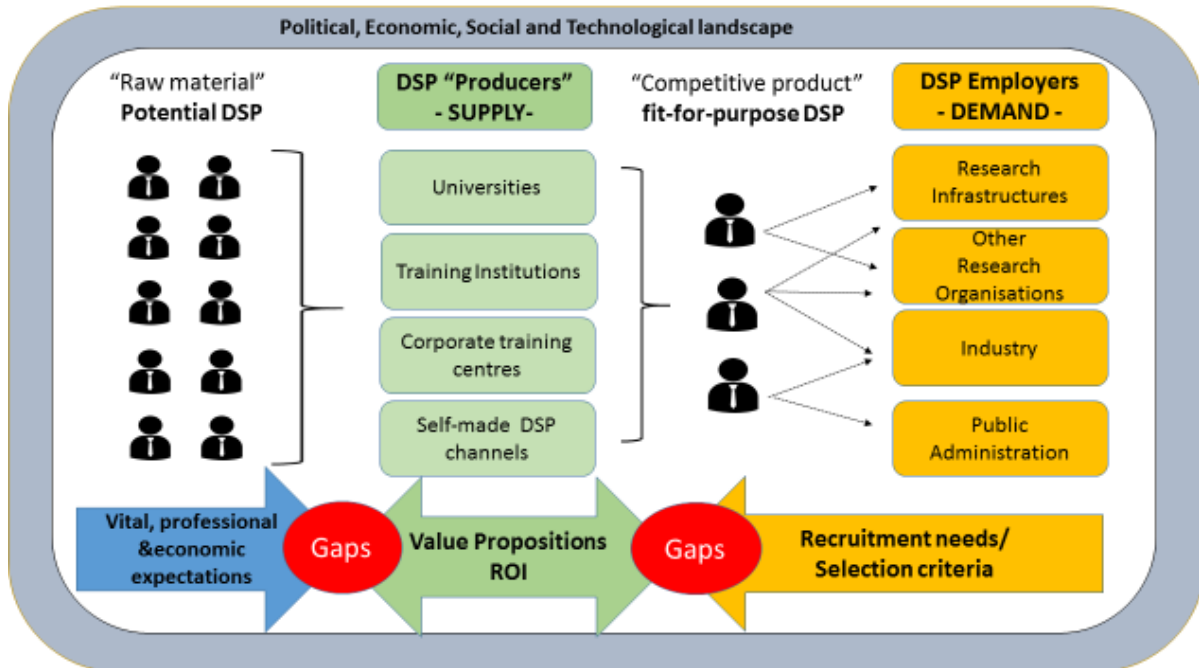 Political, Economic, Social and Technological landscape
“Raw material”
Potential DSP
DSP “Producers”
- SUPPLY-
“Competitive product”
fit-for-purpose DSP
DSP Employers
- DEMAND -
Universities
Training Institutions
Corporate training
centres
Self-made DSP
channels
Research
Infrastructures
Other
Research
Organisations
Industry
Public
Administration
Vital, professional
&economic
expectations
Gaps
Value Propositions
ROI
Gaps
Recruitment needs/
Selection criteria